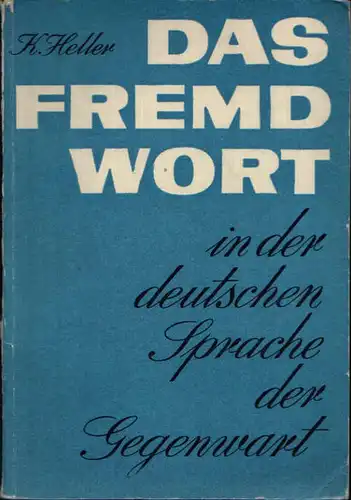 K. Heller
DAS
FREMD
WORT
in der
deutschen
Sprache
der
Gegenwart